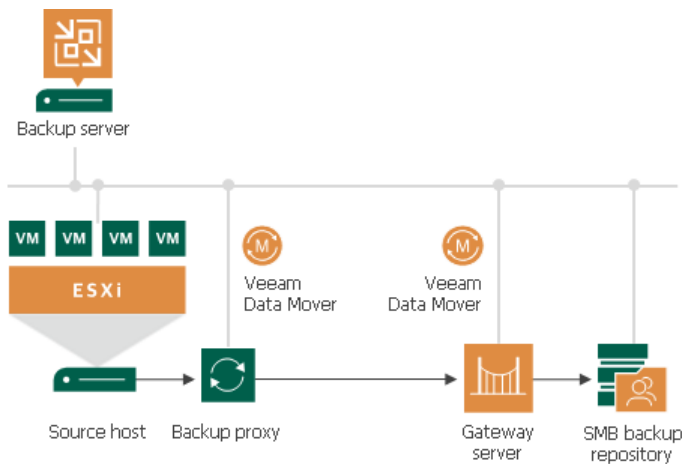 Backup server
VM VM VM VM
ESXi
M
Veeam
Data Mover
M
Veeam
Data Mover
Source host
Backup proxy
Gateway
server
SMB backup
repository